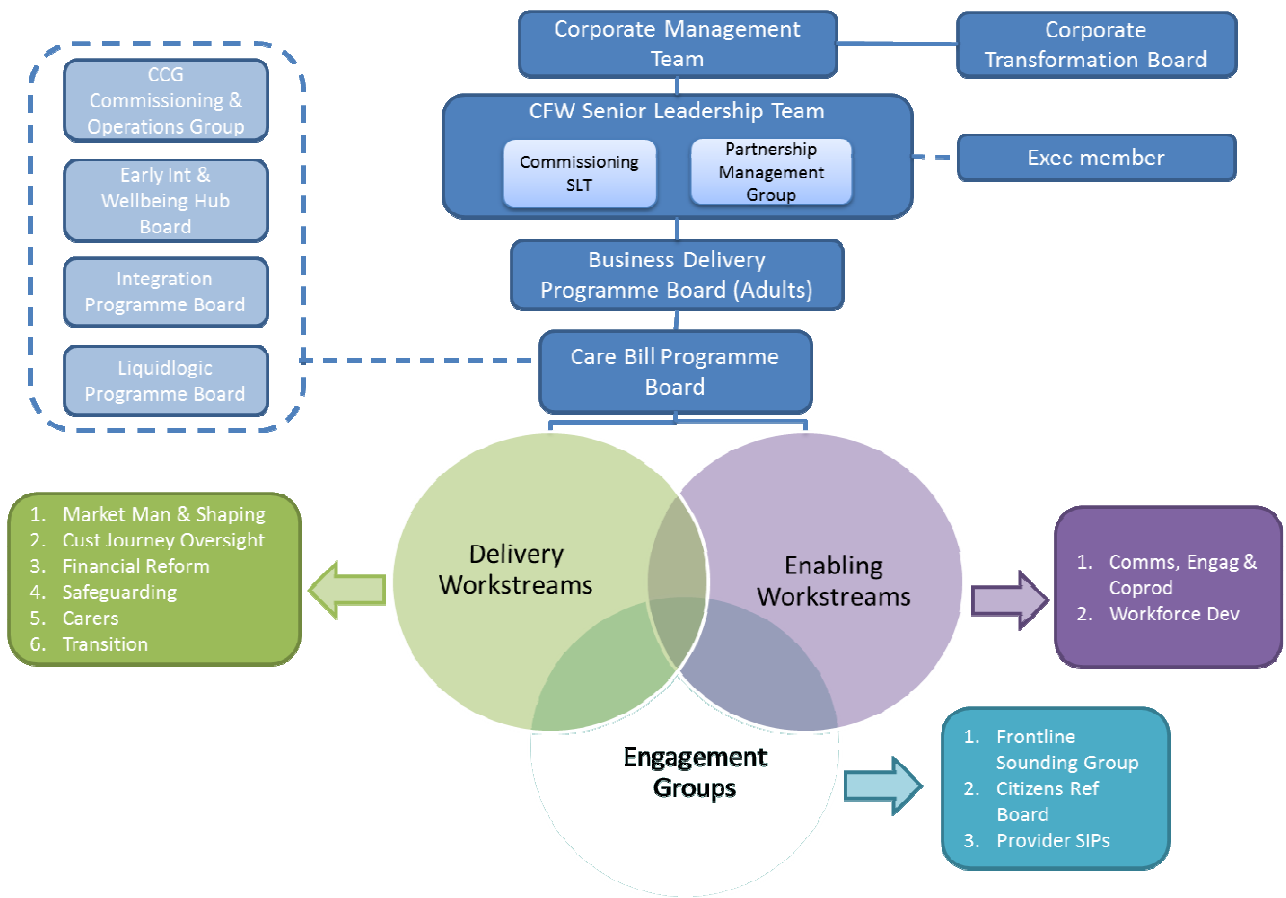 Corporate Management
Team
Corporate
Transformation Board
CCG
Commissioning &
Operations Group
Early Int &
Wellbeing Hub
Board
Integration
Programme Board
Liquidlogic
Programme Board
CFW Senior Leadership Team
Commissioning
SLT
Partnership
Management
Group
Exec member
Business Delivery
Programme Board (Adults)
Care Bill Programme
Board
1. Market Man & Shaping
2. Cust Journey Oversight
3. Financial Reform
4. Safeguarding
5. Carers
6. Transition
Delivery
Workstreams
Enabling
Workstreams
1. Comms, Engag &
Coprod
2. Workforce Dev
Engagement
Groups
1. Frontline
Sounding Group
2. Citizens Ref
Board
3. Provider SIPs